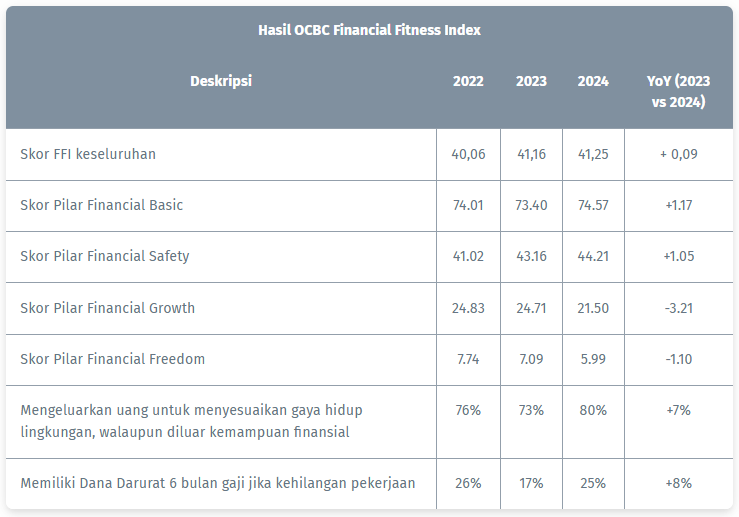 Hasil OCBC Financial Fitness Index
Deskripsi 2022 2023 2024 YoY (2023
vs 2024)
Skor FFI keseluruhan 40,06 41,16 41,25 + 0,09
Skor Pilar Financial Basic 74.01 73.40 74.57 +1.17
Skor Pilar Financial Safety 41.02 43.16 44.21 +1.05
Skor Pilar Financial Growth 24.83 24.71 21.50 -3.21
Skor Pilar Financial Freedom 7.74 7.09 5.99 -1.10
Mengeluarkan uang untuk menyesuaikan gaya hidup 76% 73% 80% +7%
lingkungan, walaupun diluar kemampuan finansial
Memiliki Dana Darurat 6 bulan gaji jika kehilangan pekerjaan 26% 17% 25% +8%